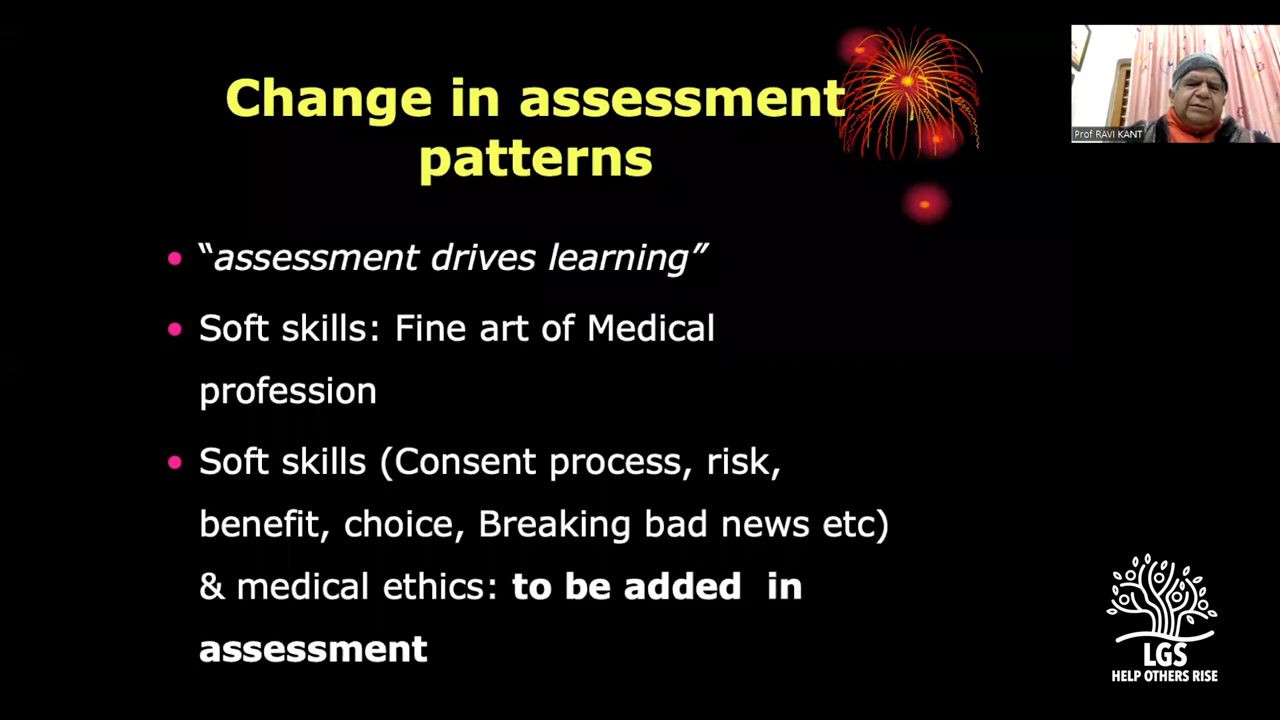 Change in assessment
patterns
Prof RAVI KANT
• “assessment drives learning”
• Soft skills: Fine art of Medical
profession
• Soft skills (Consent process, risk,
benefit, choice, Breaking bad news etc)
& medical ethics: to be added in
assessment
LGS
HELP OTHERS RISE